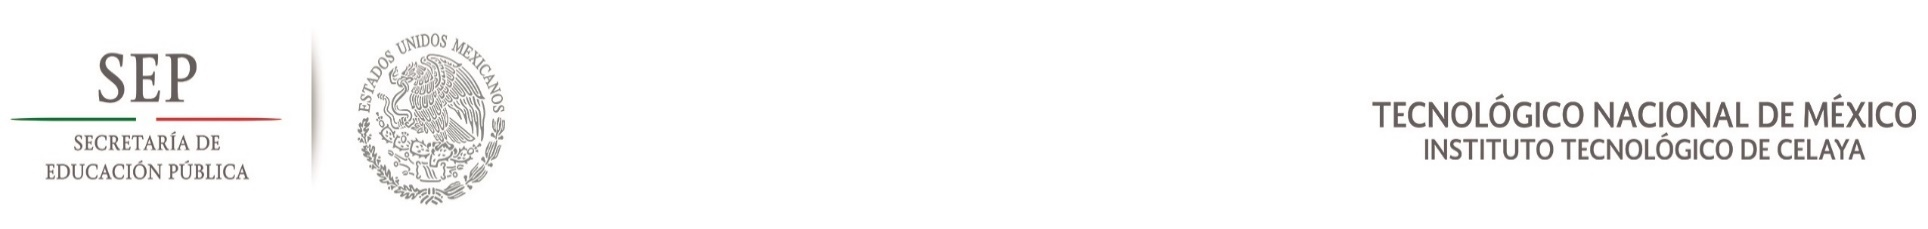 SEP
SECRETARÍA DE
EDUCACIÓN PÚBLICA
ESTADOS UNIDOS MEXICANOS
TECNOLÓGICO NACIONAL DE MÉXICO
INSTITUTO TECNOLÓGICO DE CELAYA